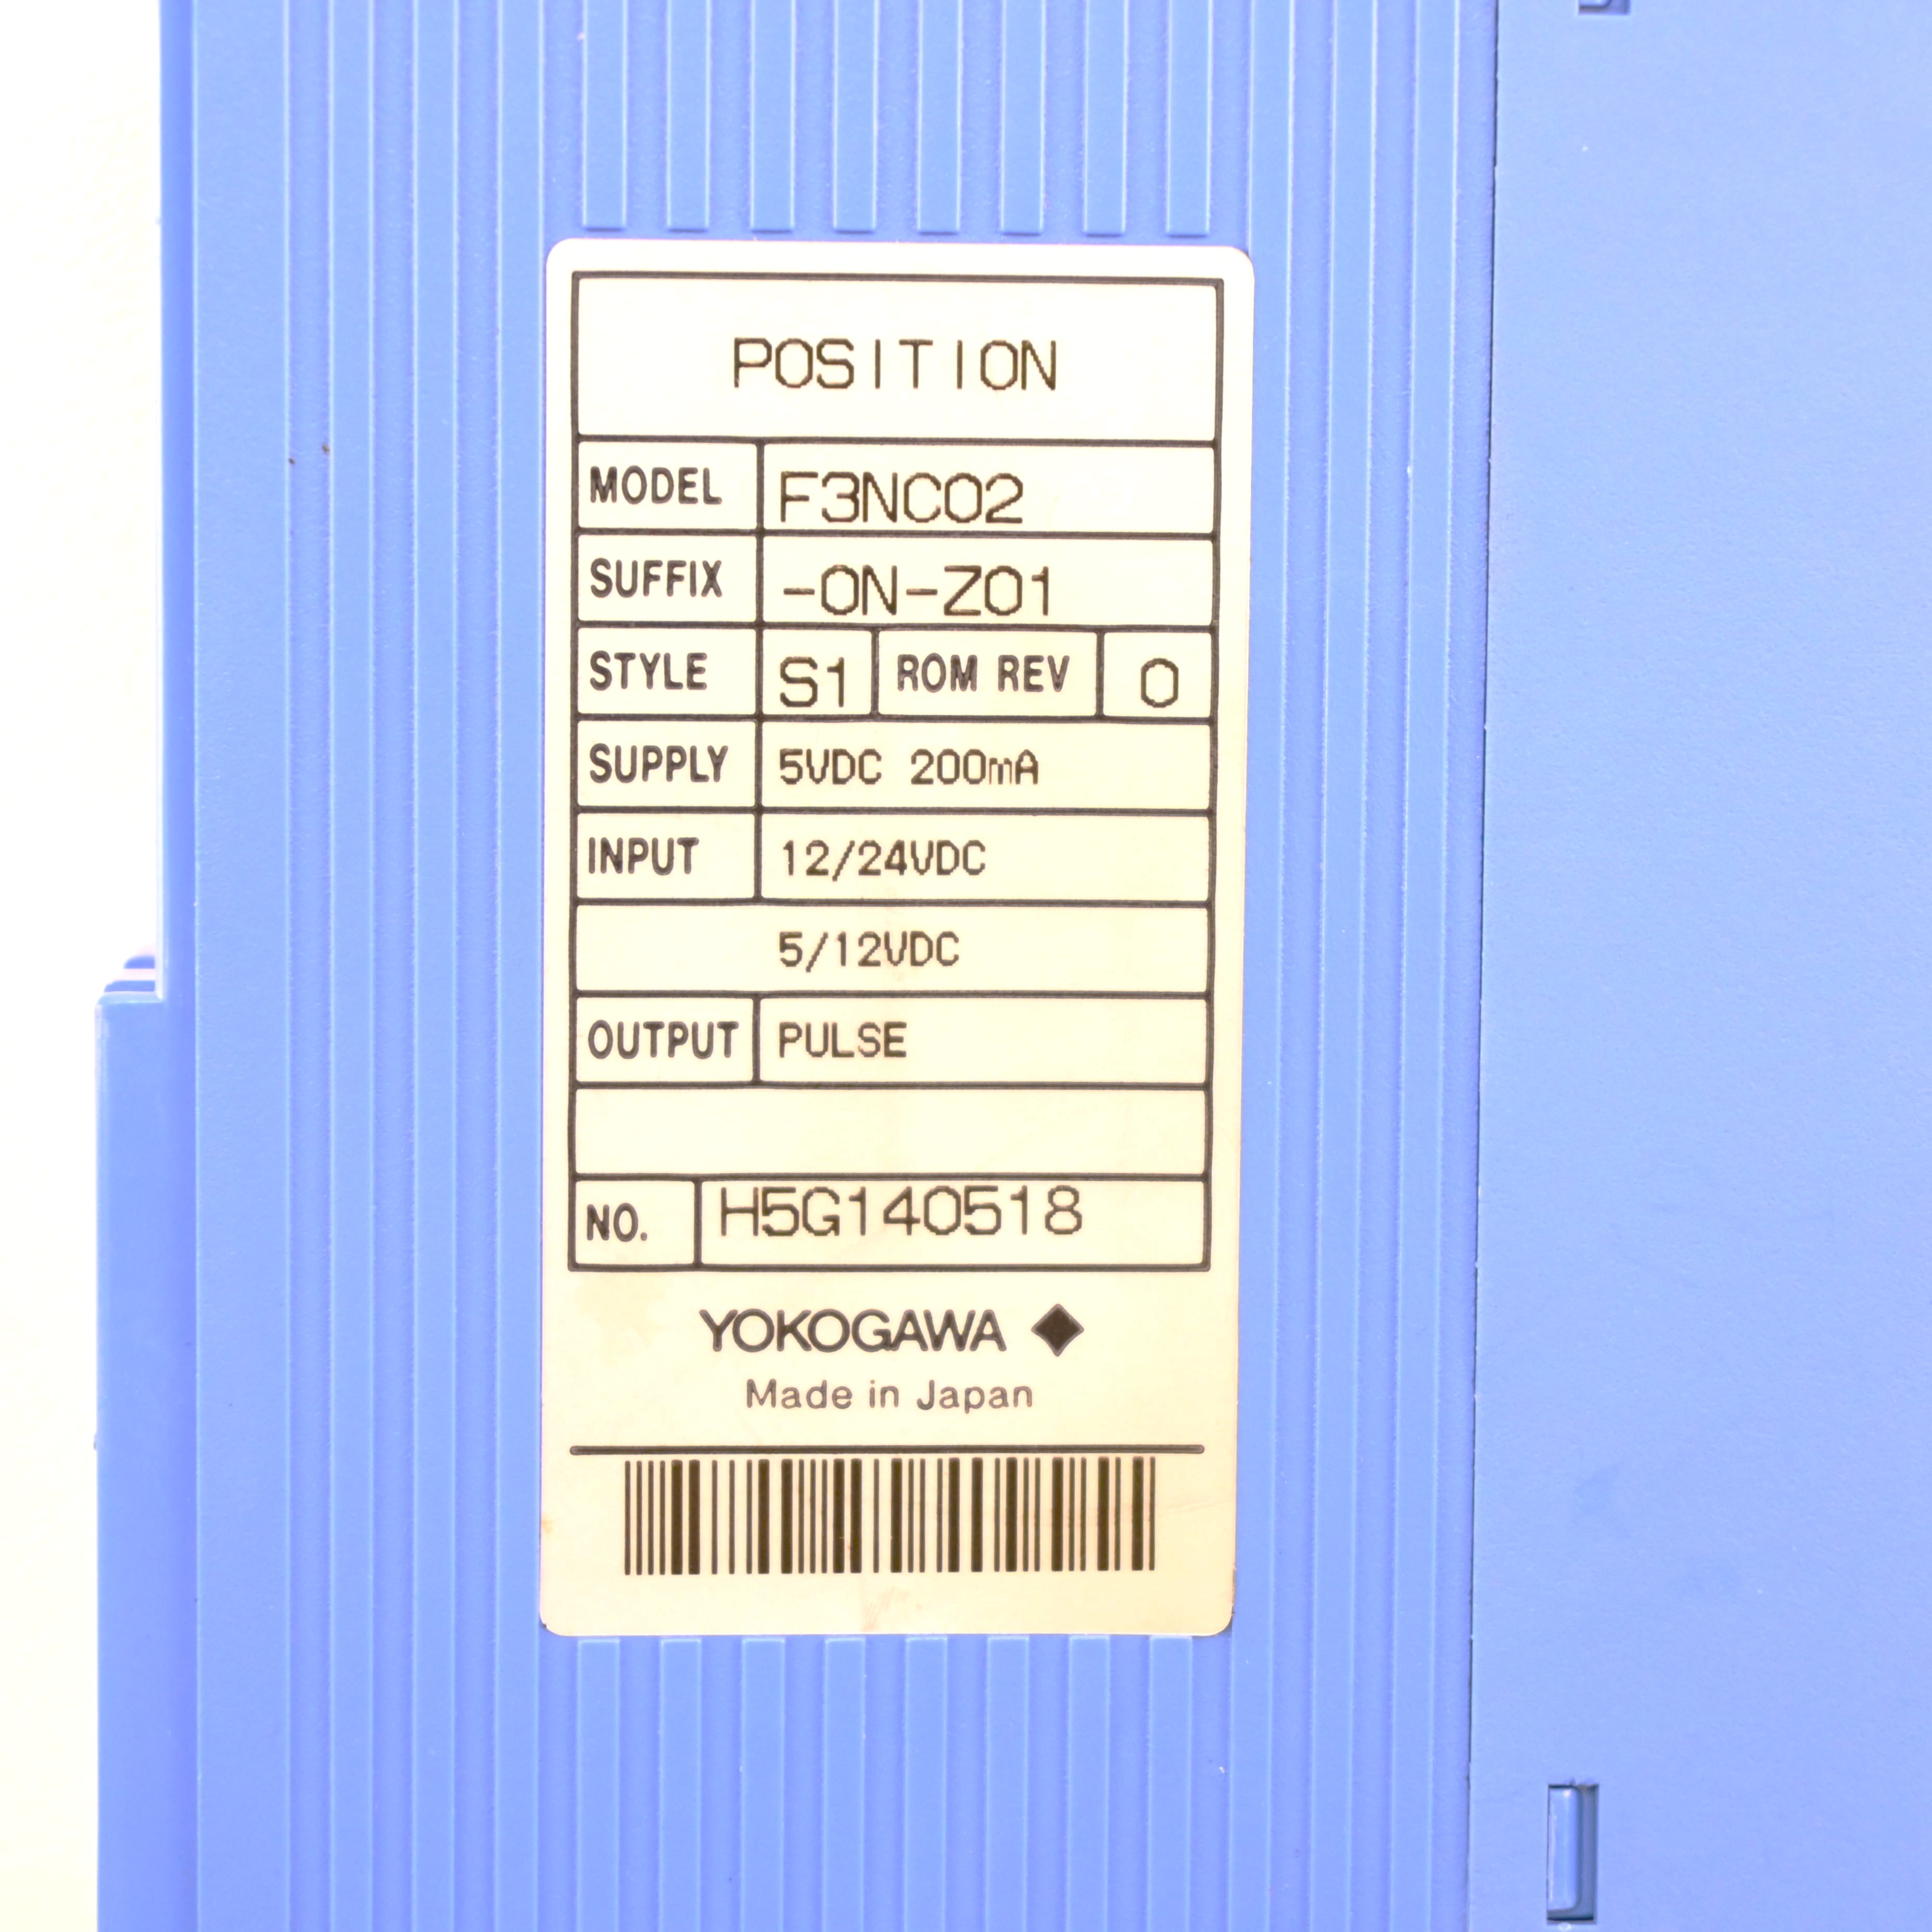 POSITION
MODEL F3NC02
SUFFIX -0N-Z01
STYLE S1 ROM REV 0
SUPPLY 5VDC 200mA
INPUT 12/24VDC
5/12VDC
OUTPUT PULSE
NO. H5G140518
YOKOGAWA
Made in Japan